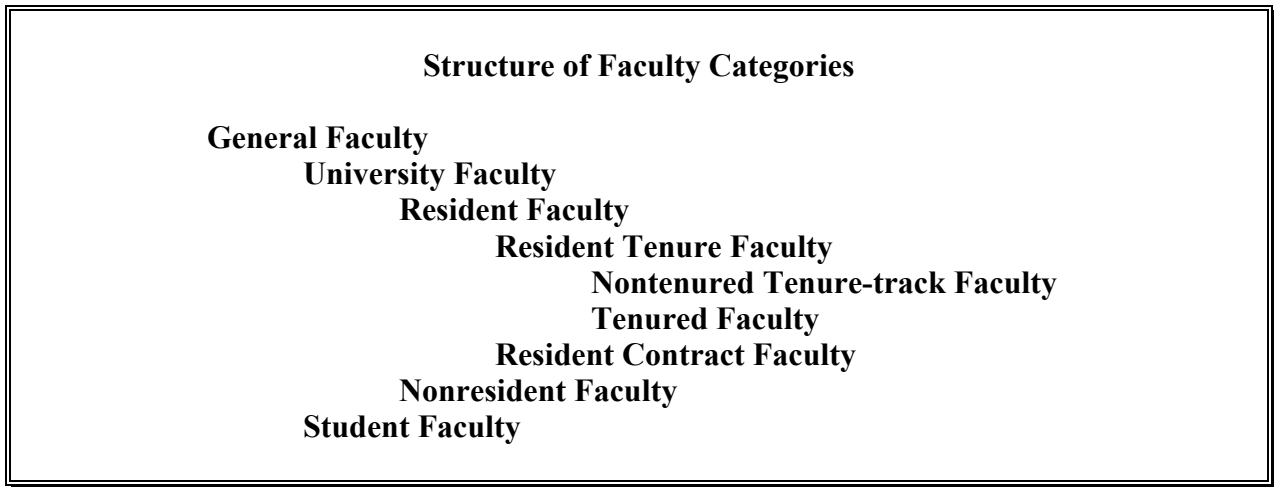 Structure of Faculty Categories
General Faculty
University Faculty
Resident Faculty
Resident Tenure Faculty
Nontenured Tenure-track Faculty
Tenured Faculty
Resident Contract Faculty
Nonresident Faculty
Student Faculty